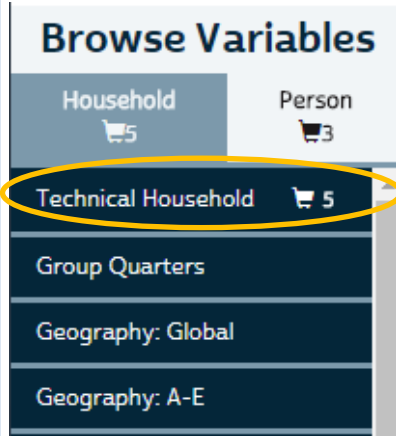 Browse Variables
Household Person
5 3
Technical Household 5
Group Quarters
Geography: Global
Geography: A-E